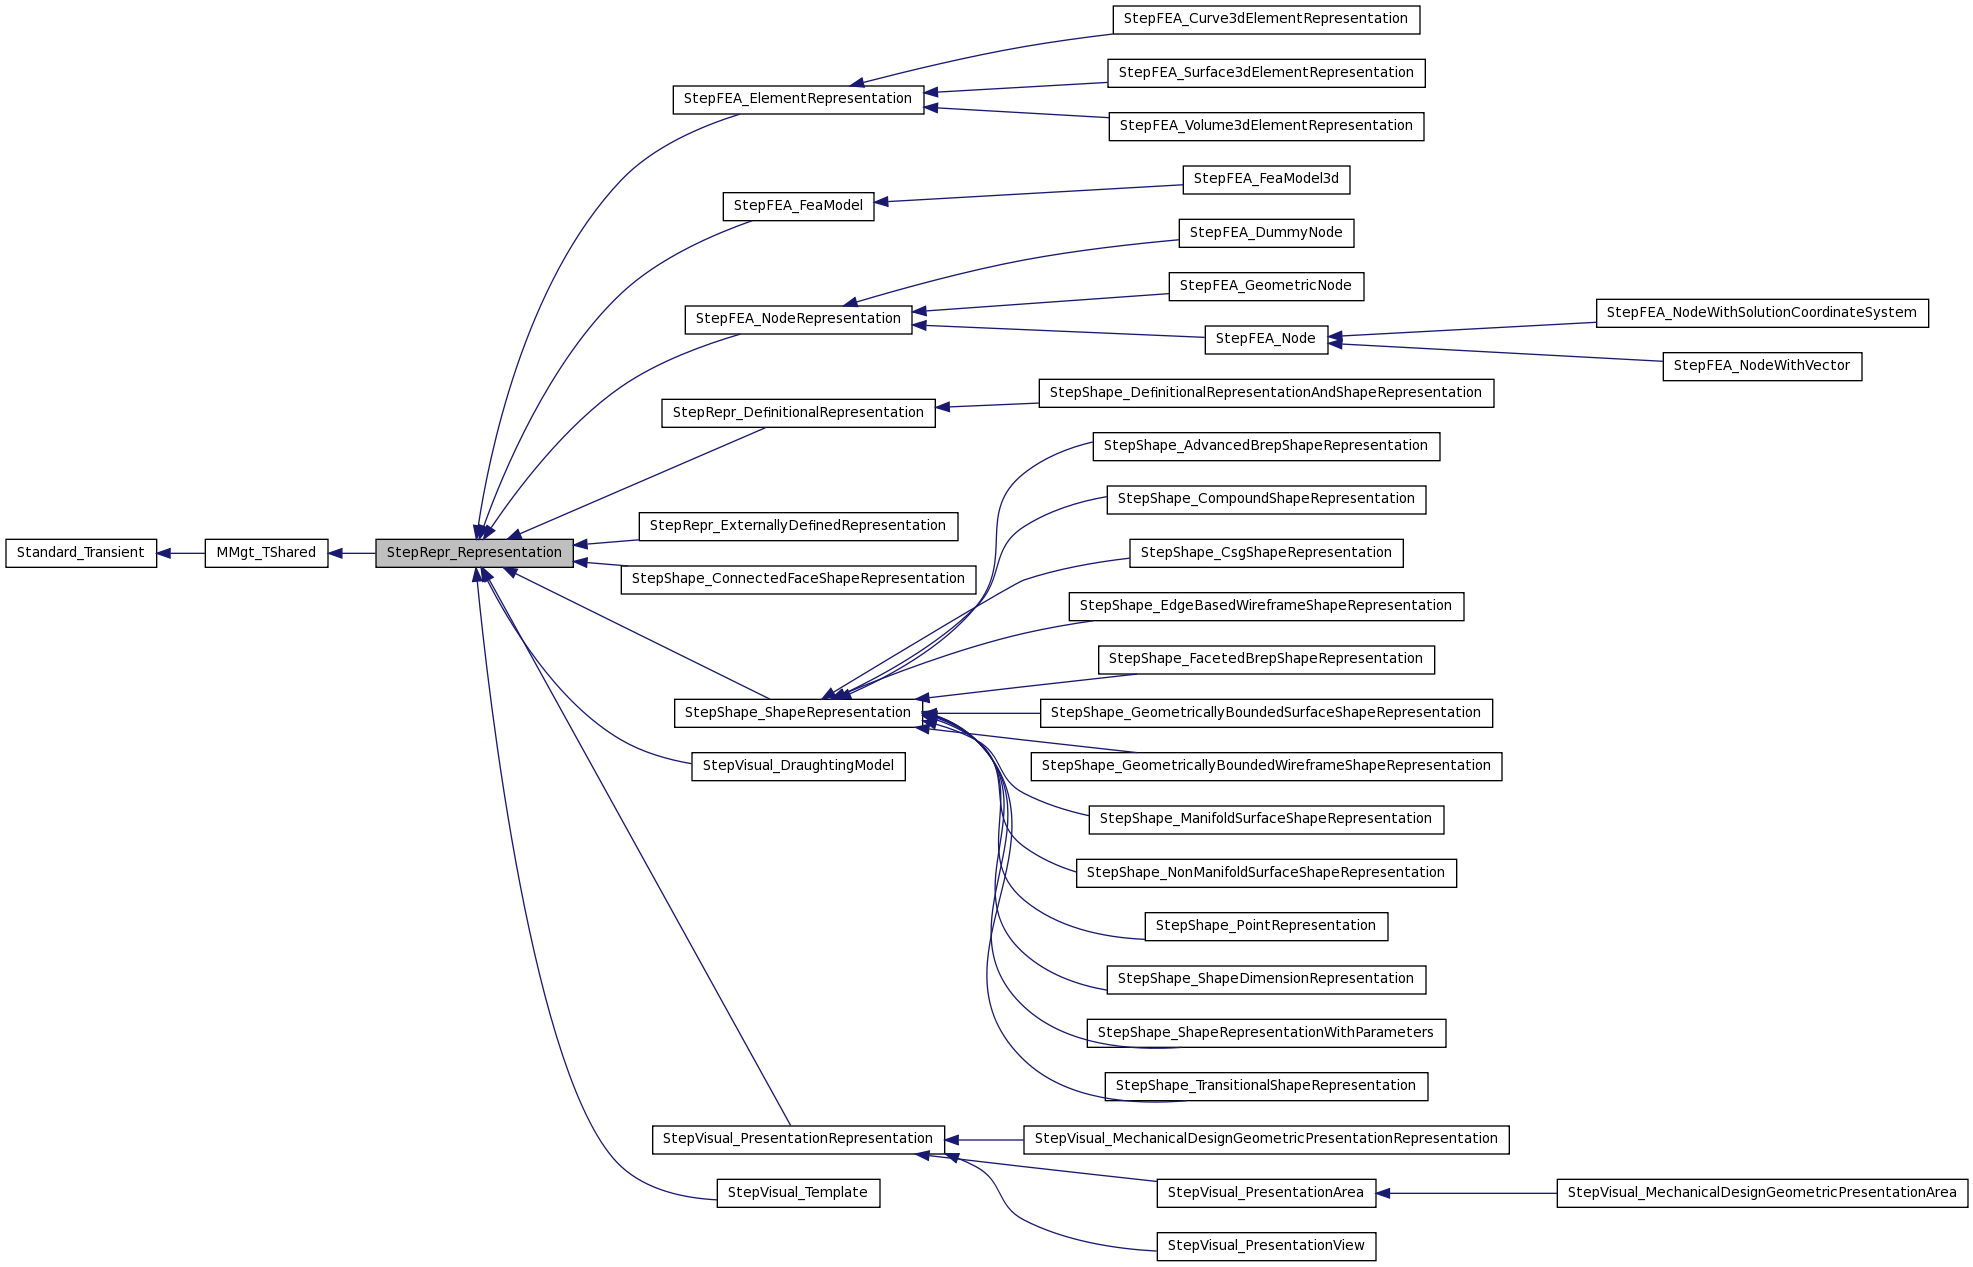 StepFEA_Curve3dElementRepresentation
StepFEA_Surface3dElementRepresentation
StepFEA_ElementRepresentation
StepFEA_Volume3dElementRepresentation
StepFEA_FeaModel3d
StepFEA_FeaModel
StepFEA_DummyNode
StepFEA_GeometricNode
StepFEA_NodeRepresentation
StepFEA_NodeWithSolutionCoordinateSystem
StepFEA_Node
StepFEA_NodeWithVector
StepShape_DefinitionalRepresentationAndShapeRepresentation
StepRepr_DefinitionalRepresentation
StepShape_AdvancedBrepShapeRepresentation
StepShape_CompoundShapeRepresentation
StepRepr_ExternallyDefinedRepresentation
Standard_Transient
MMgt_TShared
StepRepr_Representation
StepShape_CsgShapeRepresentation
StepShape_ConnectedFaceShapeRepresentation
StepShape_EdgeBasedWireframeShapeRepresentation
StepShape_FacetedBrepShapeRepresentation
StepShape_ShapeRepresentation
StepShape_GeometricallyBoundedSurfaceShapeRepresentation
StepVisual_DraughtingModel
StepShape_GeometricallyBoundedWireframeShapeRepresentation
StepShape_ManifoldSurfaceShapeRepresentation
StepShape_NonManifoldSurfaceShapeRepresentation
StepShape_PointRepresentation
StepShape_ShapeDimensionRepresentation
StepShape_ShapeRepresentationWithParameters
StepShape_TransitionalShapeRepresentation
StepVisual_PresentationRepresentation
StepVisual_MechanicalDesignGeometricPresentationRepresentation
StepVisual_Template
StepVisual_PresentationArea
StepVisual_MechanicalDesignGeometricPresentationArea
StepVisual_PresentationView